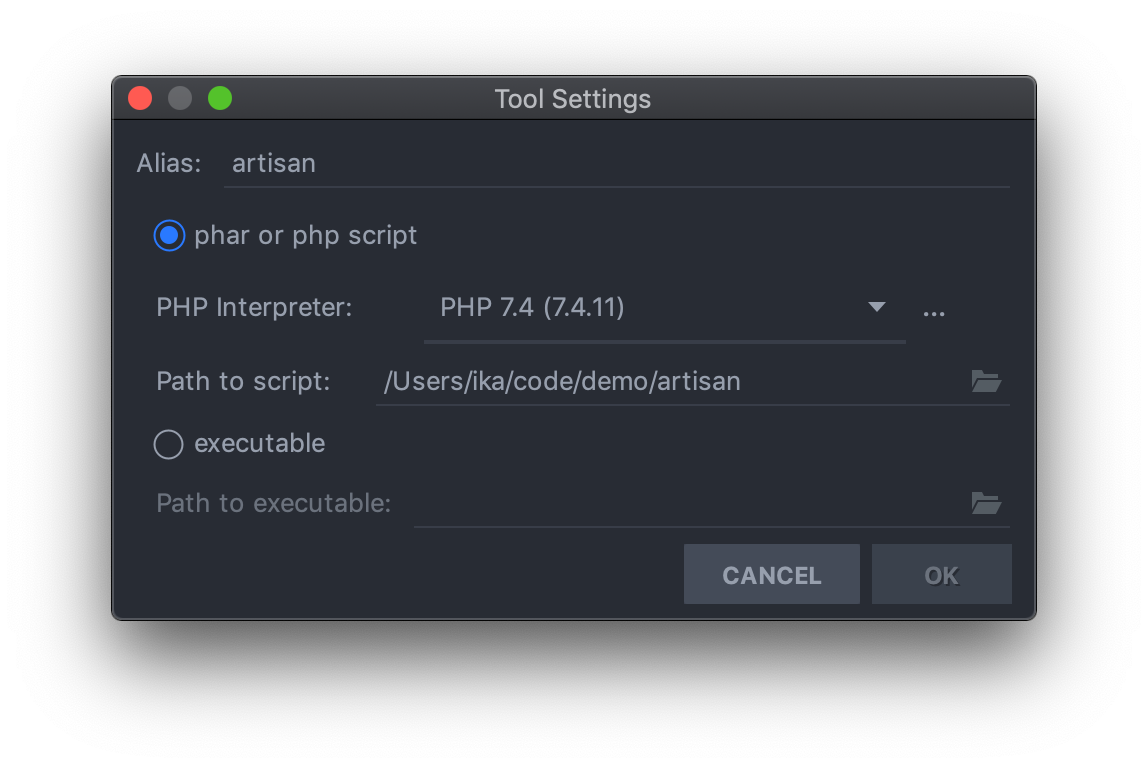 Tool Settings
Alias: artisan
phar or php script
PHP Interpreter: PHP 7.4 (7.4.11) ...
Path to script: /Users/ika/code/demo/artisan
executable
Path to executable:
CANCEL OK